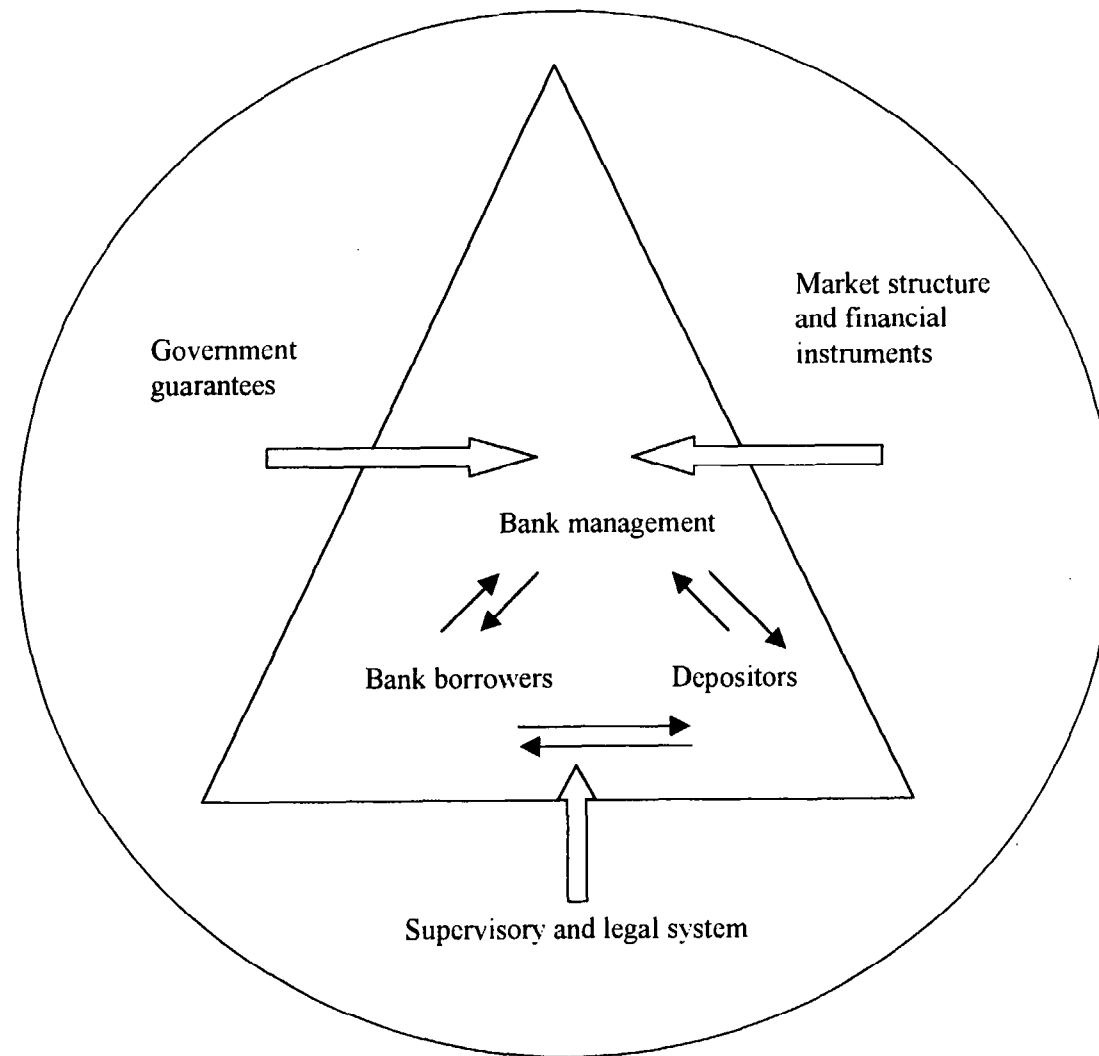 Market structure
and financial
instruments
Government
guarantees
Bank management
Bank borrowers
Depositors
Supervisory and legal system